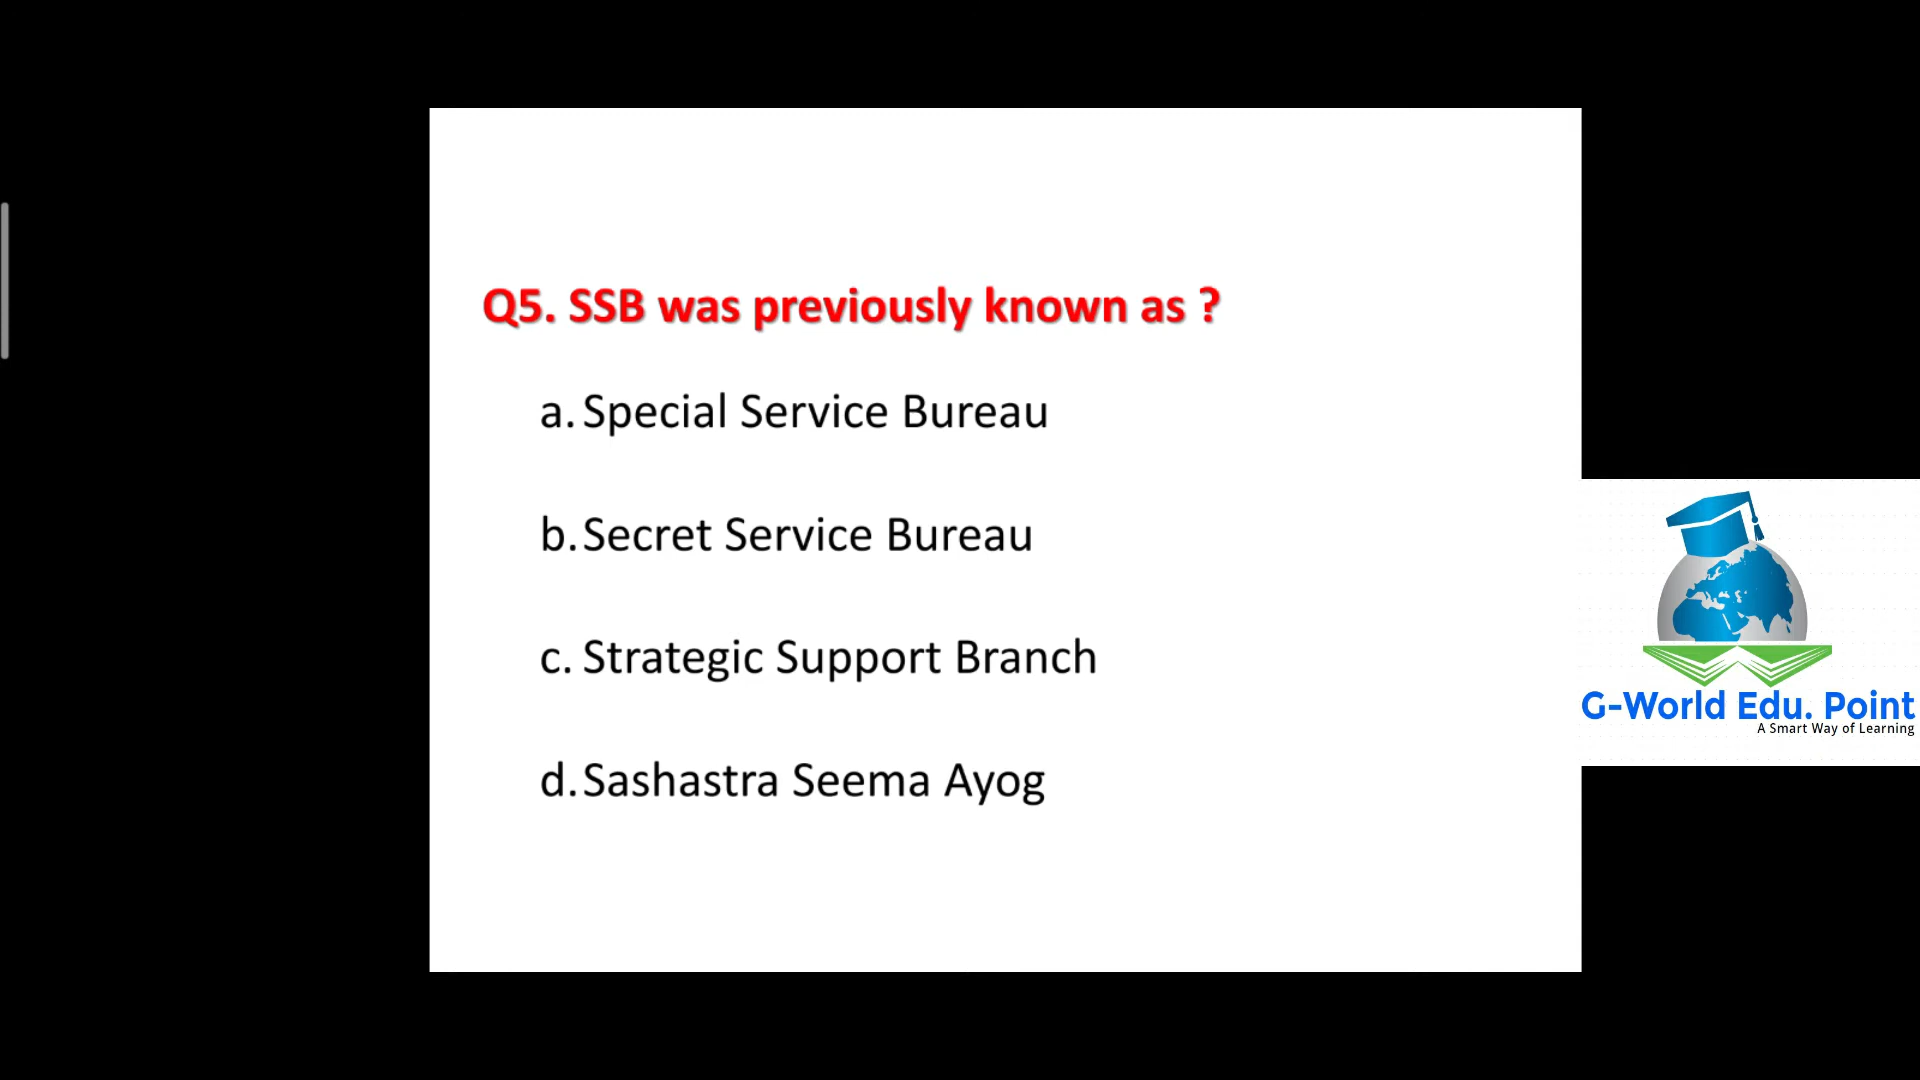 Q5. SSB was previously known as ?
a. Special Service Bureau
b. Secret Service Bureau
c. Strategic Support Branch
d. Sashastra Seema Ayog
G-World Edu. Point
A Smart Way of Learning